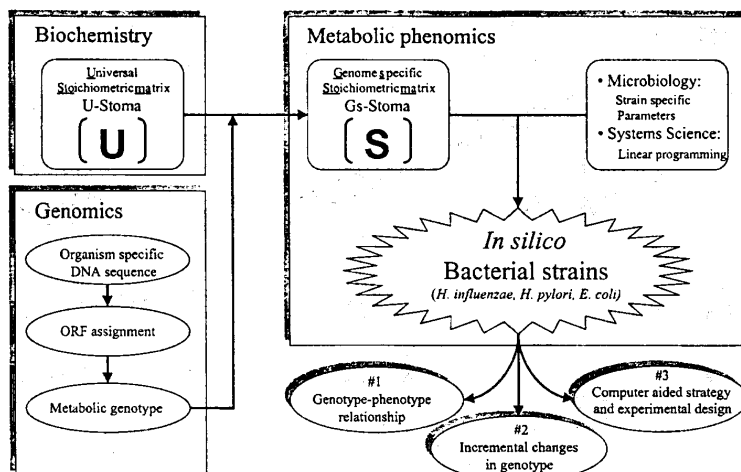 Biochemistry
Universal
Stoichiometricmatrix
U-Stoma
[U]
Genomics
Organism specific
DNA sequence
ORF assignment
Metabolic genotype
Metabolic phenomics
Genome specific
Stoichiometricmatrix
Gs-Stoma
[S]
• Microbiology:
Strain specific
Parameters
• Systems Science:
Linear programming
In silico
Bacterial strains
(H. influenzae, H. pylori, E. coli)
#1
Genotype-phenotype
relationship
#2
Incremental changes
in genotype
#3
Computer aided strategy
and experimental design